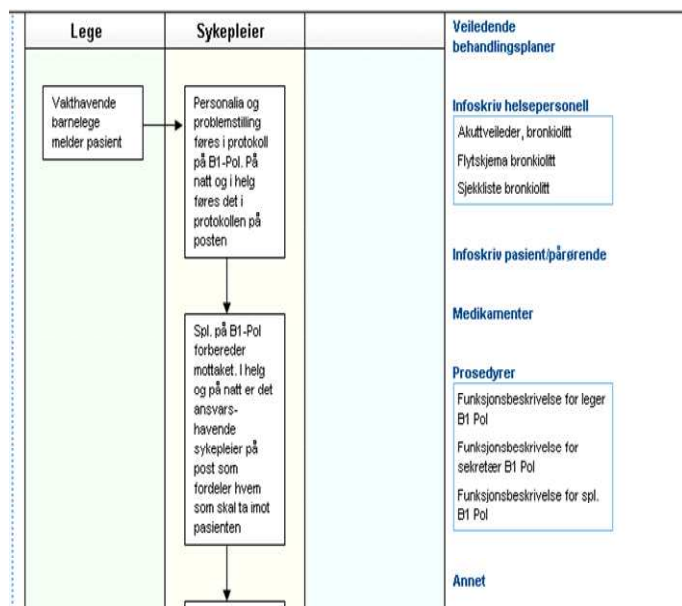 Lege
Sykepleier
Vakthavende
barnelege
melder pasient
Personalia og
problemstilling
føres i protokoll
på B1-Pol. På
natt og i helg
føres det i
protokollen på
posten
Spl. på B1-Pol
forbereder
mottaket. I helg
og på natt er det
ansvars-
havende
sykepleier på
post som
fordeler hvem
som skal ta imot
pasienten
Veiledende
behandlingsplaner
Infoskriv helsepersonell
Akuttveileder, bronkiolitt
Flytskjema bronkiolitt
Sjekkliste bronkiolitt
Infoskriv pasient/pårørende
Medikamenter
Prosedyrer
Funksjonsbeskrivelse for leger
B1 Pol
Funksjonsbeskrivelse for
sekretær B1 Pol
Funksjonsbeskrivelse for spl.
B1 Pol
Annet